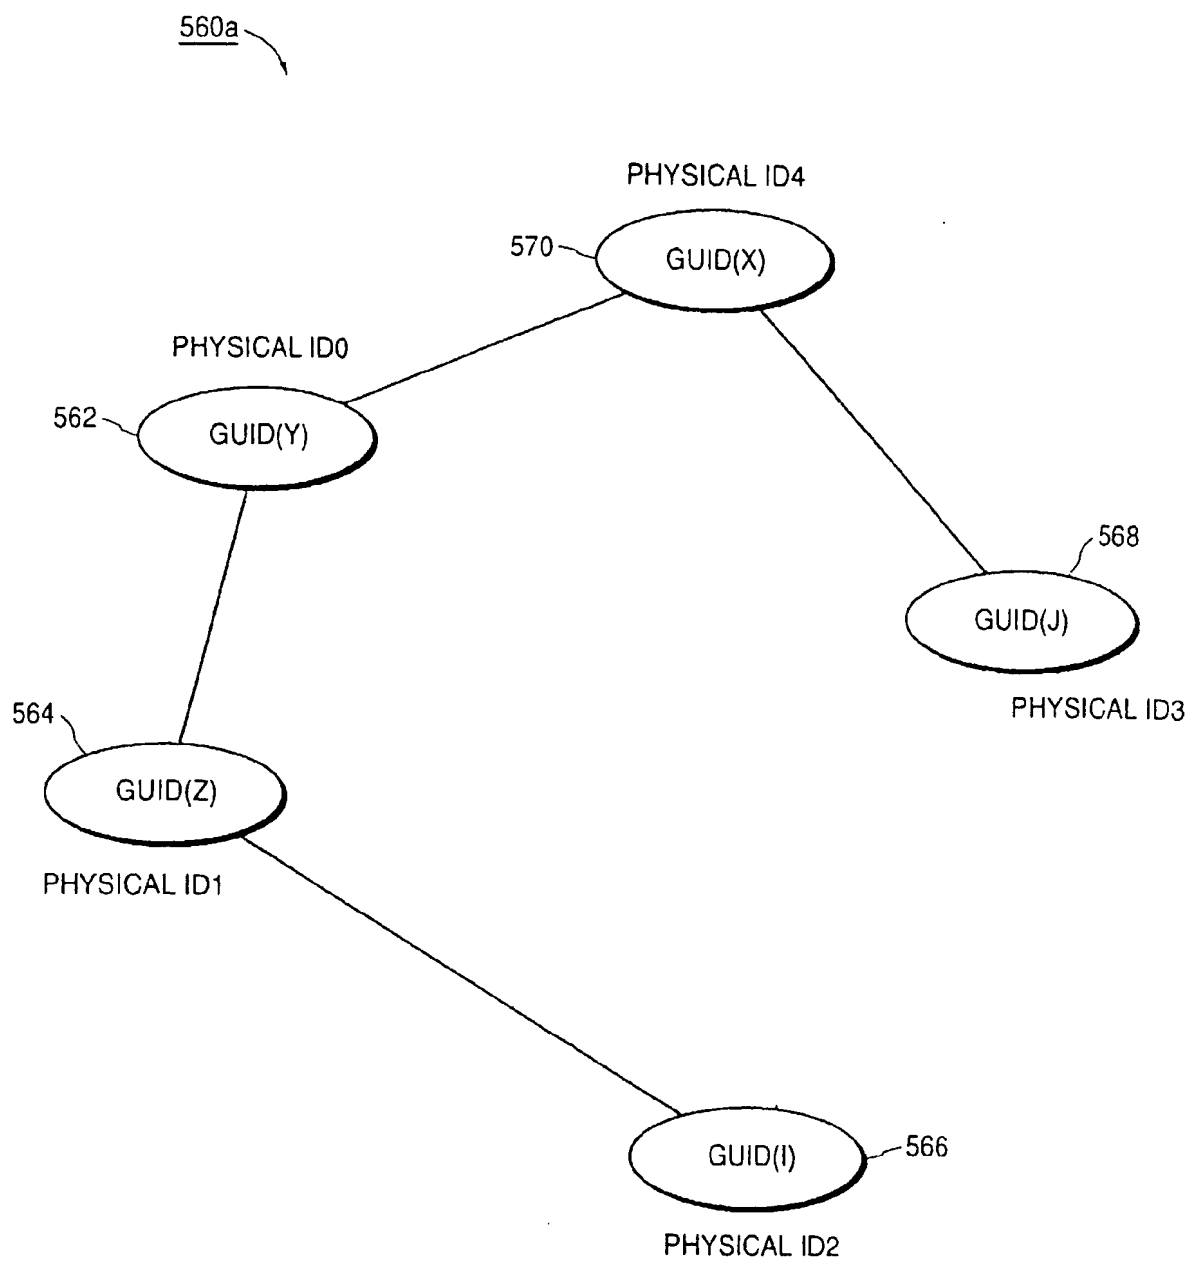 560a
PHYSICAL ID4
570
GUID(X)
PHYSICAL ID0
562
GUID(Y)
568
GUID(J)
PHYSICAL ID3
564
GUID(Z)
PHYSICAL ID1
GUID(I)
566
PHYSICAL ID2